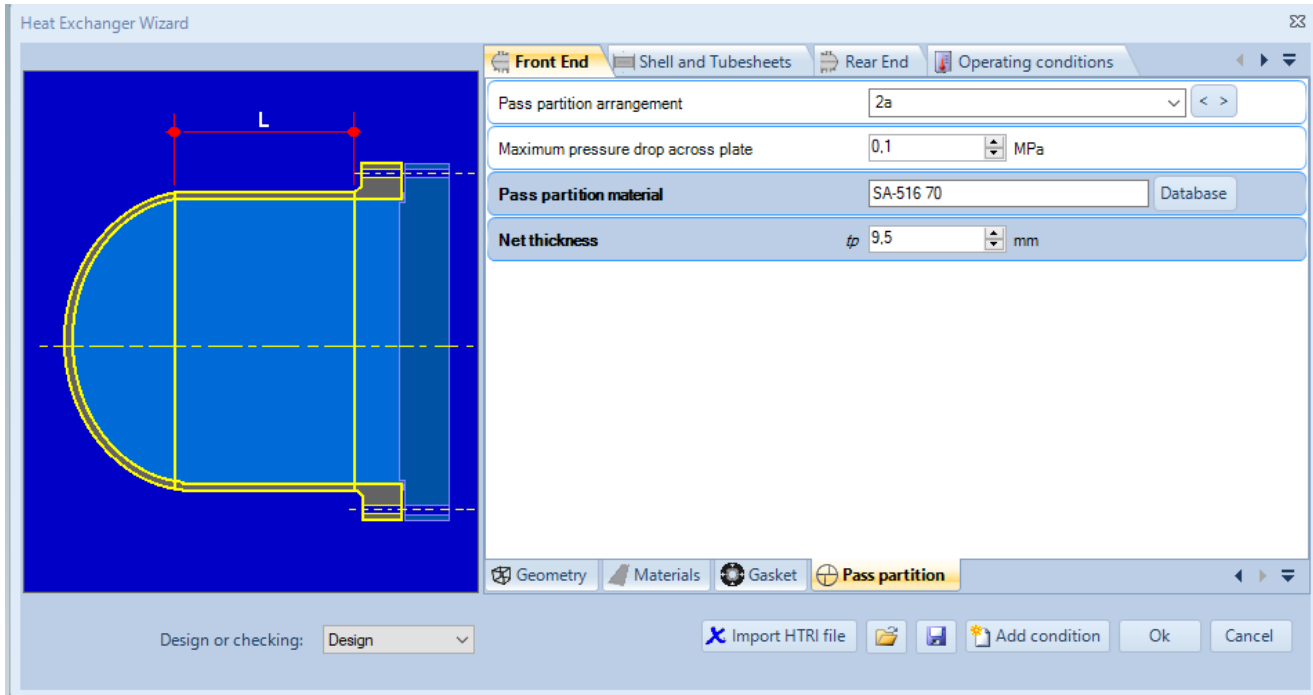 Heat Exchanger Wizard
Front End Shell and Tubesheets Rear End Operating conditions
L
Pass partition arrangement 2a < >
Maximum pressure drop across plate 0,1 MPa
Pass partition material SA-516 70 Database
Net thickness tp 9,5 mm
Geometry Materials Gasket Pass partition
Design or checking: Design Import HTRI file Add condition Ok Cancel